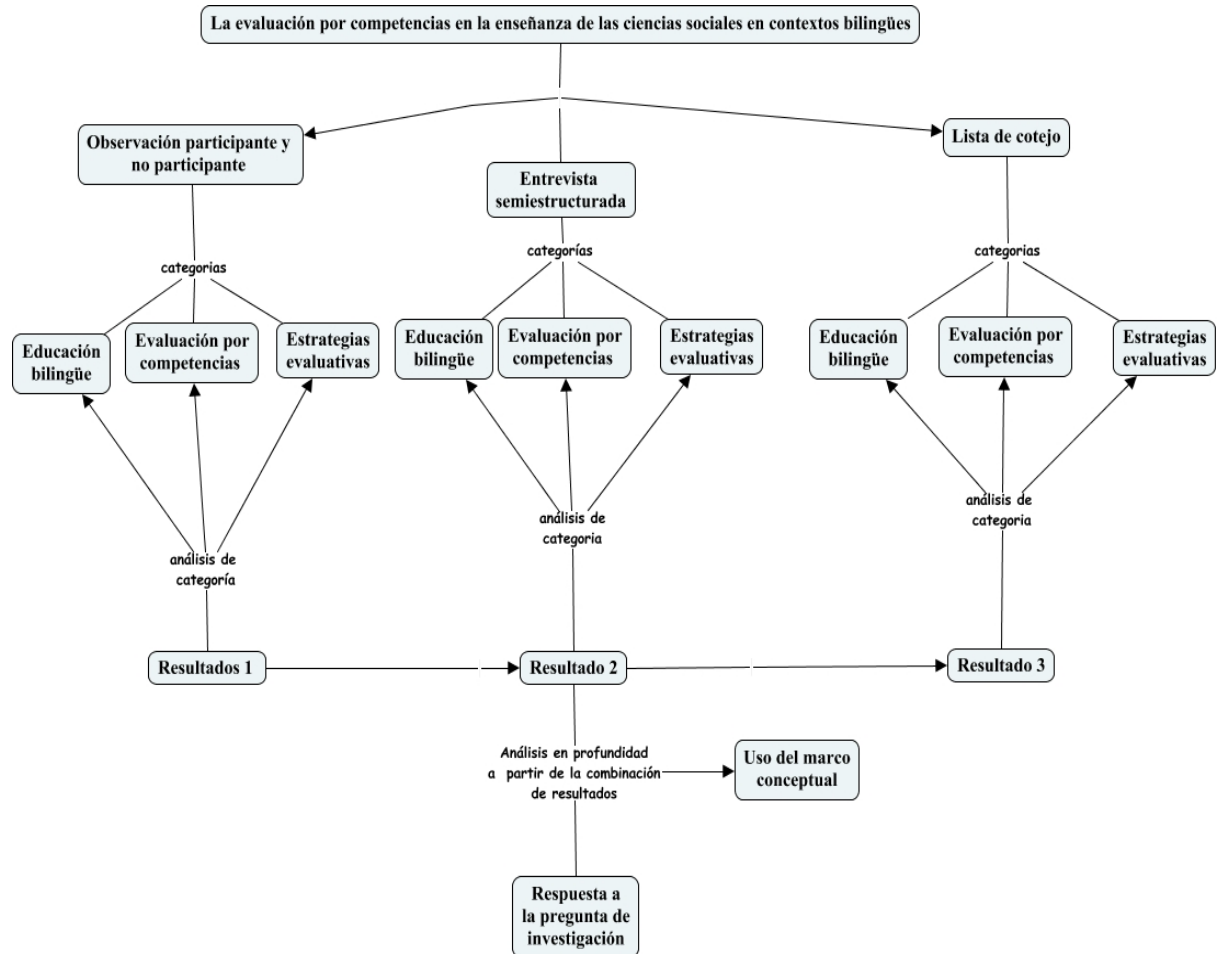 La evaluación por competencias en la enseñanza de las ciencias sociales en contextos bilingües
Observación participante y
no participante
Entrevista
semiestructurada
Lista de cotejo
categorias
categorías
categorias
Educación
bilingüe
Evaluación por
competencias
Estrategias
evaluativas
Educación
bilingüe
Evaluación por
competencias
Estrategias
evaluativas
Educación
bilingüe
Evaluación por
competencias
Estrategias
evaluativas
análisis de
categoría
análisis de
categoria
análisis de
categoria
Resultados 1
Resultado 2
Resultado 3
Análisis en profundidad
a partir de la combinación
de resultados
Uso del marco
conceptual
Respuesta a
la pregunta de
investigación